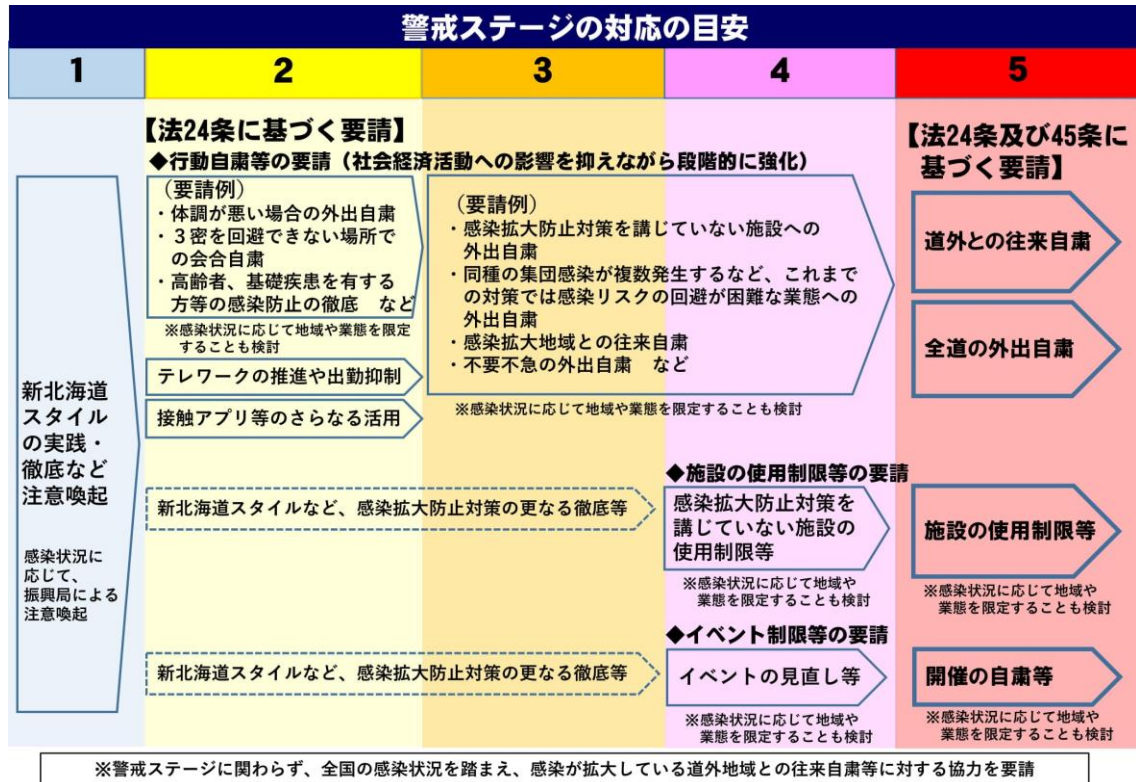 警戒ステージの対応の目安
1
2
3
4
5
【法24条に基づく要請】
◆行動自粛等の要請（社会経済活動への影響を抑えながら段階的に強化）
【法24条及び45条に
基づく要請】
新北海道
スタイル
の実践・
徹底など
注意喚起
感染状況に
応じて、
振興局による
注意喚起
（要請例）
・体調が悪い場合の外出自粛
・３密を回避できない場所で
の会合自粛
・高齢者、基礎疾患を有する
方等の感染防止の徹底　など
※感染状況に応じて地域や業態を限定
することも検討
テレワークの推進や出勤抑制
接触アプリ等のさらなる活用
（要請例）
・感染拡大防止対策を講じていない施設への
外出自粛
・同種の集団感染が複数発生するなど、これまで
の対策では感染リスクの回避が困難な業態への
外出自粛
・感染拡大地域との往来自粛
・不要不急の外出自粛　など
※感染状況に応じて地域や業態を限定することも検討
道外との往来自粛
全道の外出自粛
新北海道スタイルなど、感染拡大防止対策の更なる徹底等
◆施設の使用制限等の要請
感染拡大防止対策を
講じていない施設の
使用制限等
※感染状況に応じて地域や
業態を限定することも検討
施設の使用制限等
※感染状況に応じて地域や
業態を限定することも検討
新北海道スタイルなど、感染拡大防止対策の更なる徹底等
◆イベント制限等の要請
イベントの見直し等
※感染状況に応じて地域や
業態を限定することも検討
開催の自粛等
※感染状況に応じて地域や
業態を限定することも検討
※警戒ステージに関わらず、全国の感染状況を踏まえ、感染が拡大している道外地域との往来自粛等に対する協力を要請